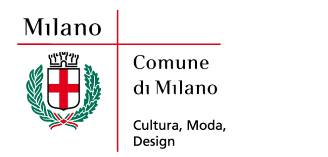 Milano
Comune
di Milano
Cultura, Moda,
Design